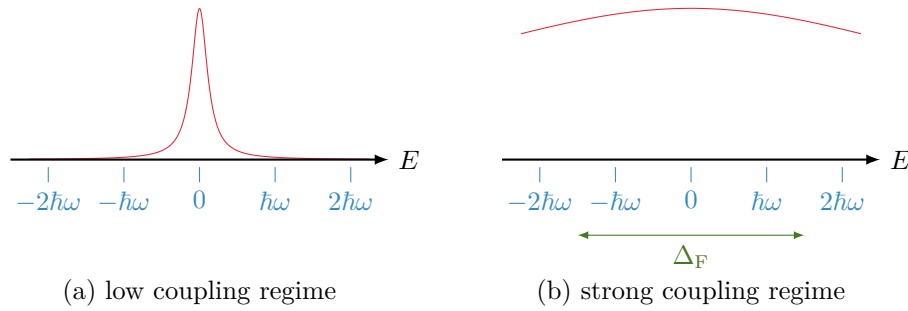 E
−2ħω −ħω 0 ħω 2ħω
(a) low coupling regime
E
−2ħω −ħω 0 ħω 2ħω
Δ_F
(b) strong coupling regime